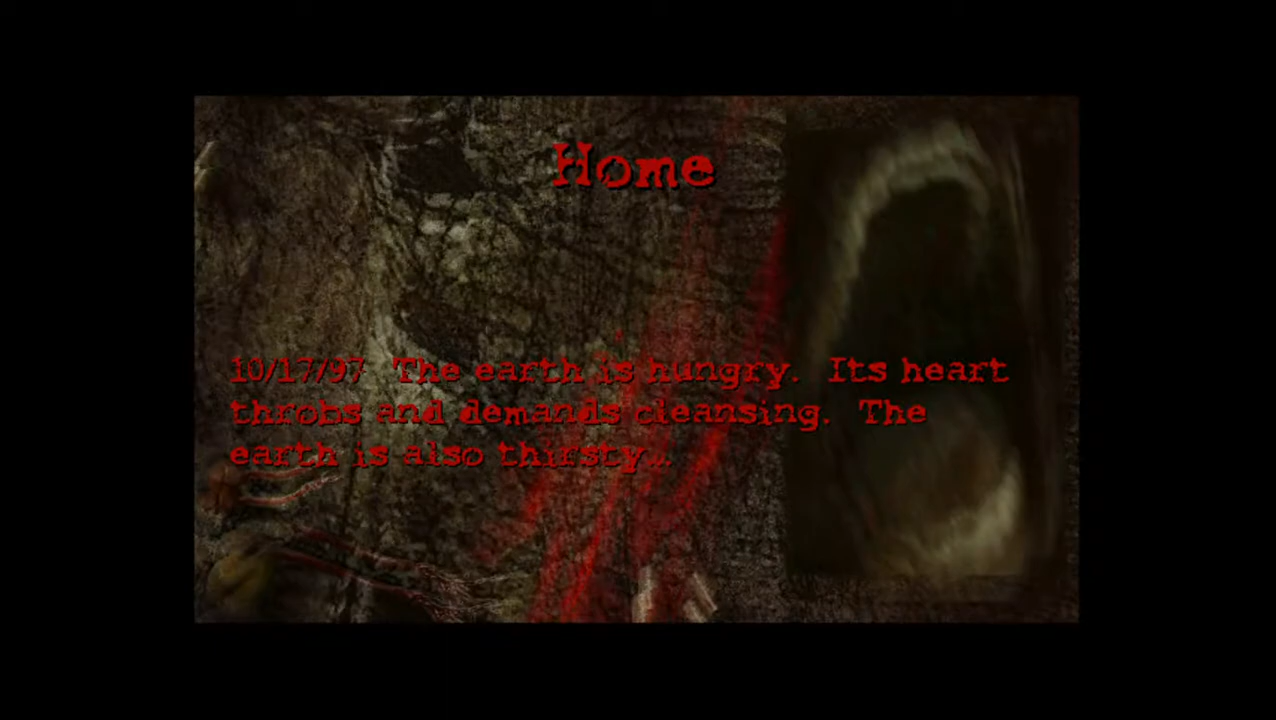 Home
10/17/97 The earth is hungry. Its heart
throbs and demands cleansing. The
earth is also thirsty...